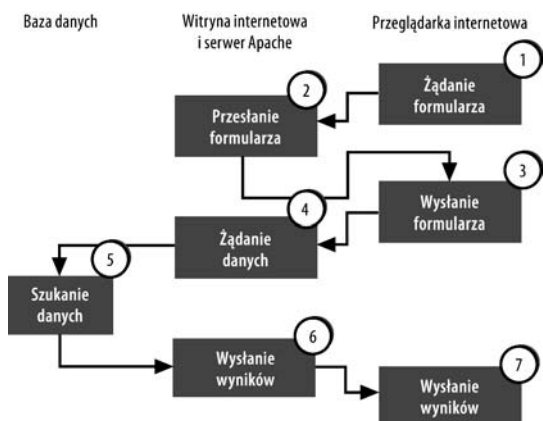 Baza danych
Witryna internetowa
i serwer Apache
Przeglądarka internetowa
1
Żądanie
formularza
2
Przesłanie
formularza
3
Wysłanie
formularza
4
Żądanie
danych
5
Szukanie
danych
6
Wysłanie
wyników
7
Wysłanie
wyników